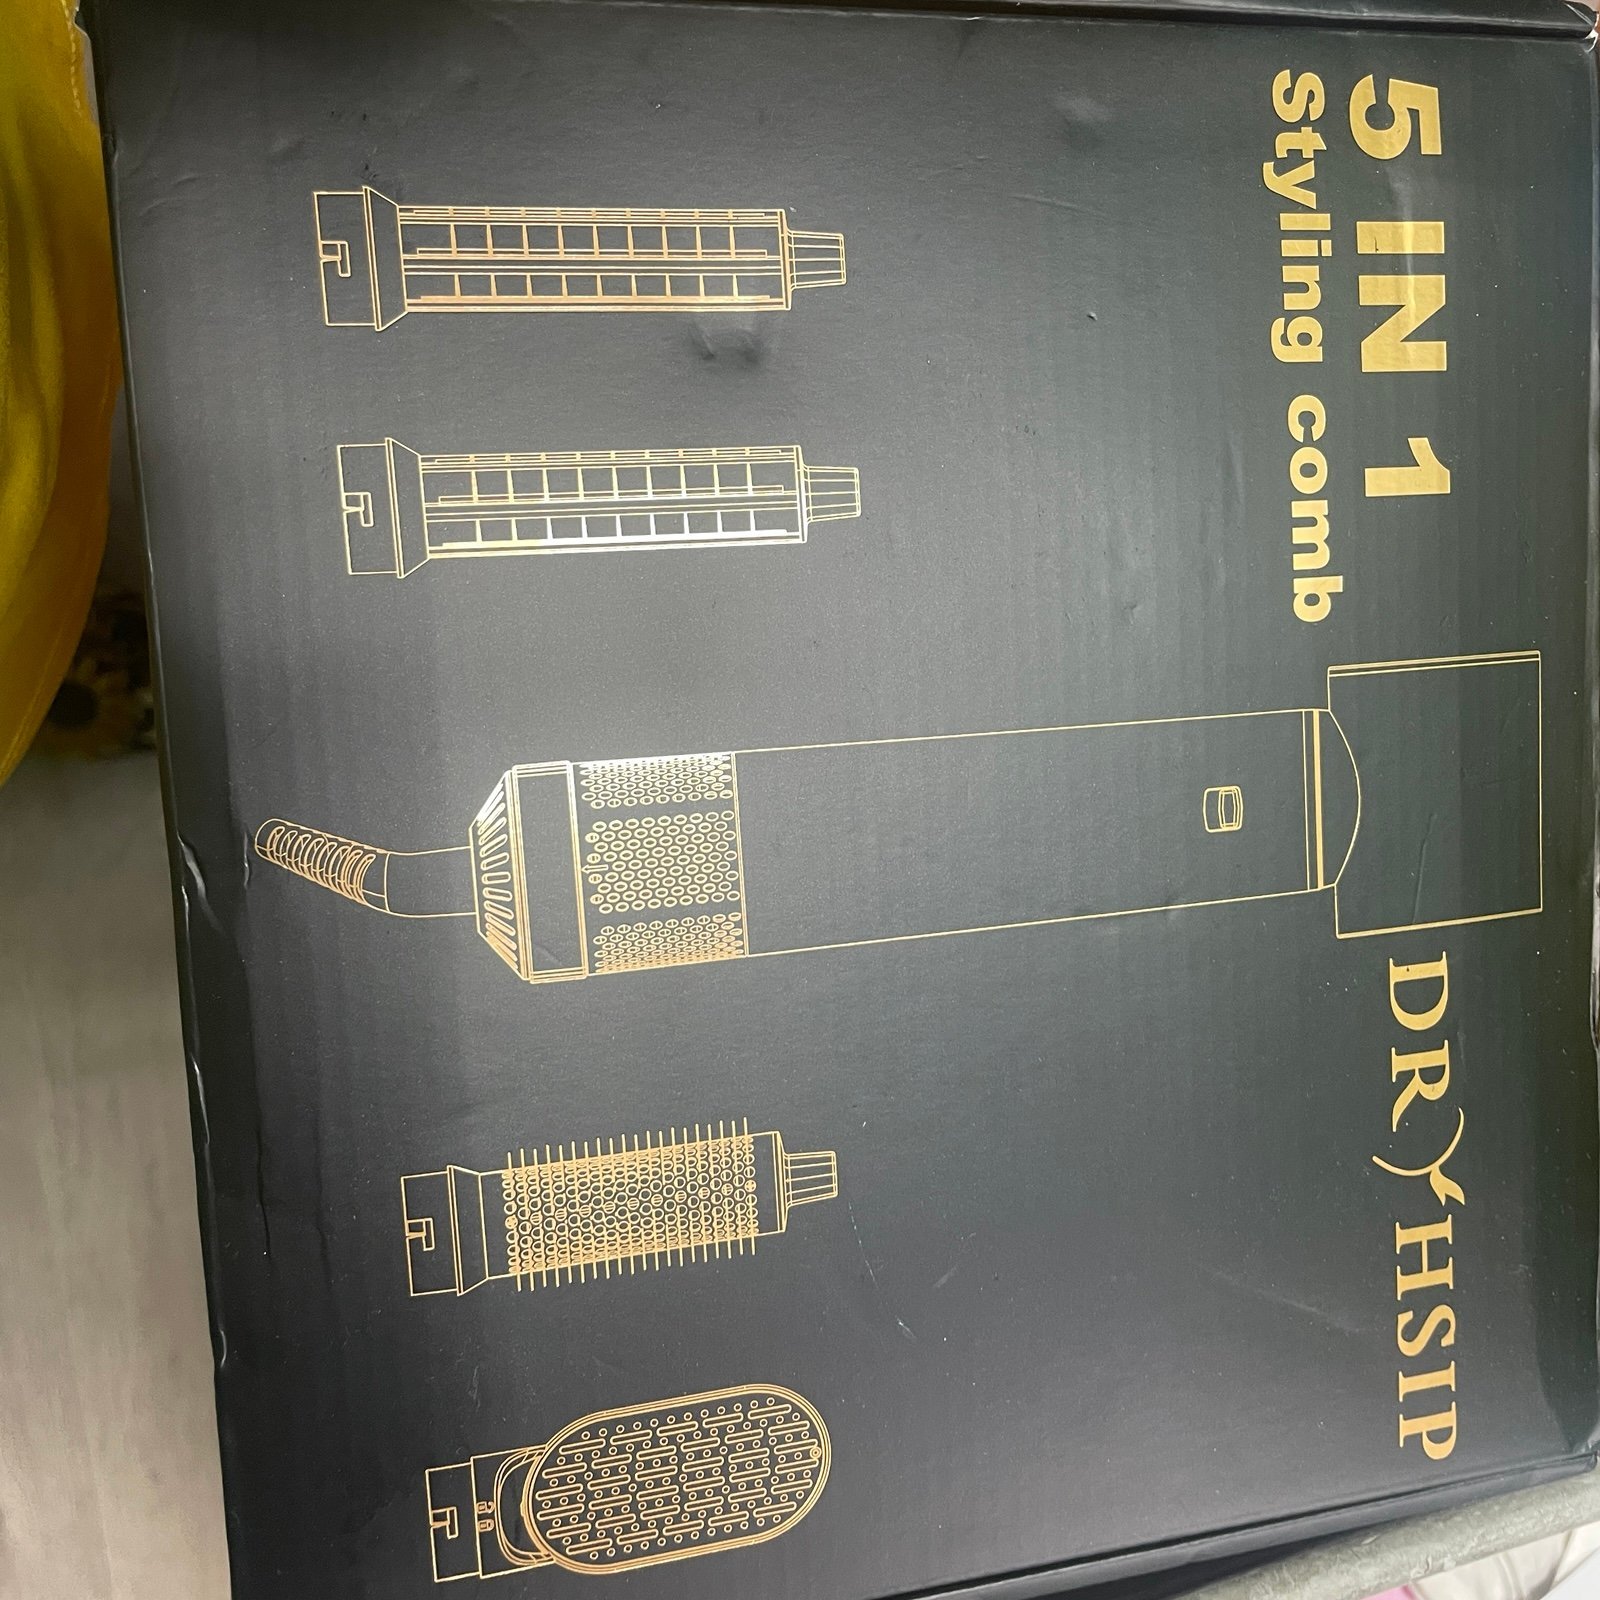 5 IN 1
Styling comb
DRYHSIP